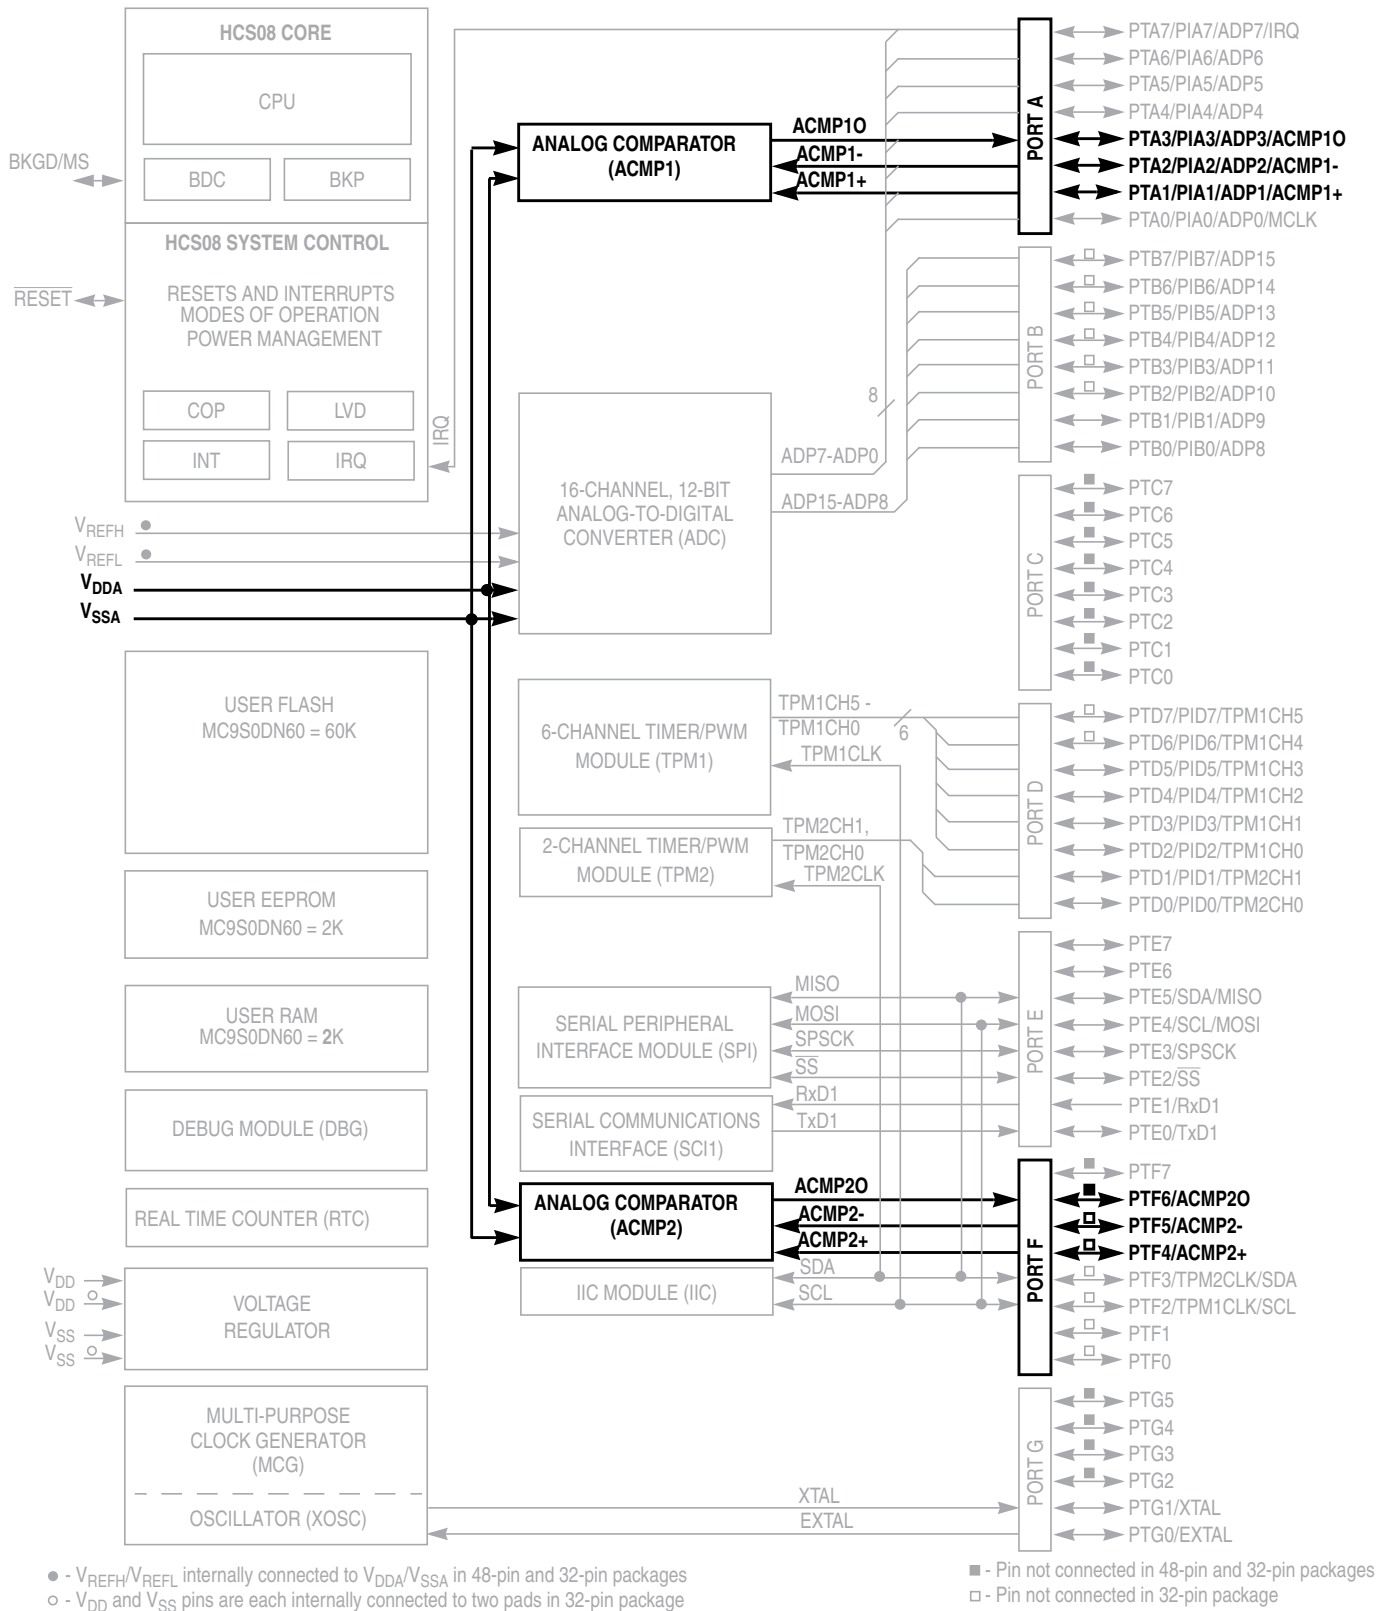 HCS08 CORE
CPU
BDC
BKP
BKGD/MS
HCS08 SYSTEM CONTROL
RESETS AND INTERRUPTS
MODES OF OPERATION
POWER MANAGEMENT
RESET
COP
LVD
INT
IRQ
IRQ
VREFH
VREFL
VDDA
VSSA
USER FLASH
MC9S0DN60 = 60K
USER EEPROM
MC9S0DN60 = 2K
USER RAM
MC9S0DN60 = 2K
DEBUG MODULE (DBG)
REAL TIME COUNTER (RTC)
VDD
VDD
VSS
VSS
VOLTAGE
REGULATOR
MULTI-PURPOSE
CLOCK GENERATOR
(MCG)
OSCILLATOR (XOSC)
ANALOG COMPARATOR
(ACMP1)
ACMP1O
ACMP1-
ACMP1+
16-CHANNEL, 12-BIT
ANALOG-TO-DIGITAL
CONVERTER (ADC)
8
ADP7-ADP0
ADP15-ADP8
6-CHANNEL TIMER/PWM
MODULE (TPM1)
TPM1CH5 -
TPM1CH0
6
TPM1CLK
2-CHANNEL TIMER/PWM
MODULE (TPM2)
TPM2CH1,
TPM2CH0
TPM2CLK
SERIAL PERIPHERAL
INTERFACE MODULE (SPI)
MISO
MOSI
SPSCK
SS
SERIAL COMMUNICATIONS
INTERFACE (SCI1)
RxD1
TxD1
ANALOG COMPARATOR
(ACMP2)
ACMP2O
ACMP2-
ACMP2+
IIC MODULE (IIC)
SDA
SCL
XTAL
EXTAL
PORT A
PTA7/PIA7/ADP7/IRQ
PTA6/PIA6/ADP6
PTA5/PIA5/ADP5
PTA4/PIA4/ADP4
PTA3/PIA3/ADP3/ACMP1O
PTA2/PIA2/ADP2/ACMP1-
PTA1/PIA1/ADP1/ACMP1+
PTA0/PIA0/ADP0/MCLK
PORT B
PTB7/PIB7/ADP15
PTB6/PIB6/ADP14
PTB5/PIB5/ADP13
PTB4/PIB4/ADP12
PTB3/PIB3/ADP11
PTB2/PIB2/ADP10
PTB1/PIB1/ADP9
PTB0/PIB0/ADP8
PORT C
PTC7
PTC6
PTC5
PTC4
PTC3
PTC2
PTC1
PTC0
PORT D
PTD7/PID7/TPM1CH5
PTD6/PID6/TPM1CH4
PTD5/PID5/TPM1CH3
PTD4/PID4/TPM1CH2
PTD3/PID3/TPM1CH1
PTD2/PID2/TPM1CH0
PTD1/PID1/TPM2CH1
PTD0/PID0/TPM2CH0
PORT E
PTE7
PTE6
PTE5/SDA/MISO
PTE4/SCL/MOSI
PTE3/SPSCK
PTE2/SS
PTE1/RxD1
PTE0/TxD1
PORT F
PTF7
PTF6/ACMP2O
PTF5/ACMP2-
PTF4/ACMP2+
PTF3/TPM2CLK/SDA
PTF2/TPM1CLK/SCL
PTF1
PTF0
PORT G
PTG5
PTG4
PTG3
PTG2
PTG1/XTAL
PTG0/EXTAL
● - VREFH/VREFL internally connected to VDDA/VSSA in 48-pin and 32-pin packages
○ - VDD and VSS pins are each internally connected to two pads in 32-pin package
■ - Pin not connected in 48-pin and 32-pin packages
□ - Pin not connected in 32-pin package